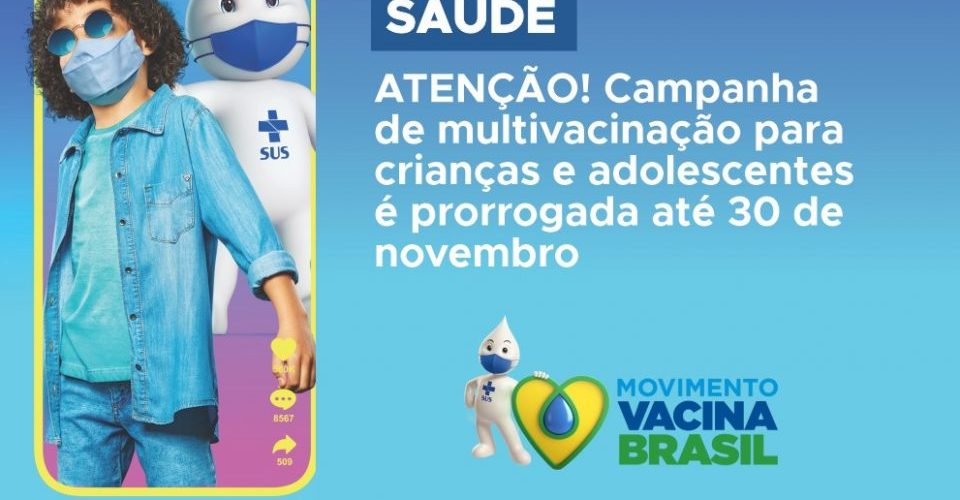 SAÚDE
ATENÇÃO! Campanha
de multivacinação para
crianças e adolescentes
é prorrogada até 30 de
novembro
SUS
560K
8567
509
SUS
MOVIMENTO
VACINA
BRASIL